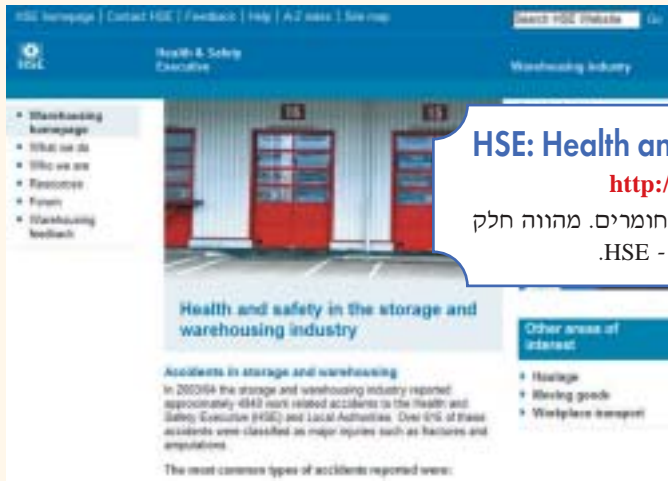 HSE homepage | Contact HSE | Feedback | Help | A-Z index | Site map
Search HSE Website Go
HSE
Health & Safety
Executive
Warehousing industry
Warehousing
homepage
What we do
Who we are
Resources
Forum
Warehousing
feedback
16
15
HSE: Health an
http:/
חומרים. מהווה חלק
- HSE.
Health and safety in the storage and
warehousing industry
Other areas of
interest
Haulage
Moving goods
Workplace transport
Accidents in storage and warehousing
In 2003/04 the storage and warehousing industry reported
approximately work related accidents to the Health and
Safety Executive (HSE) and Local Authorities. Over of these
accidents were classified as major injuries such as fractures and
amputations.
The most common types of accidents reported were: